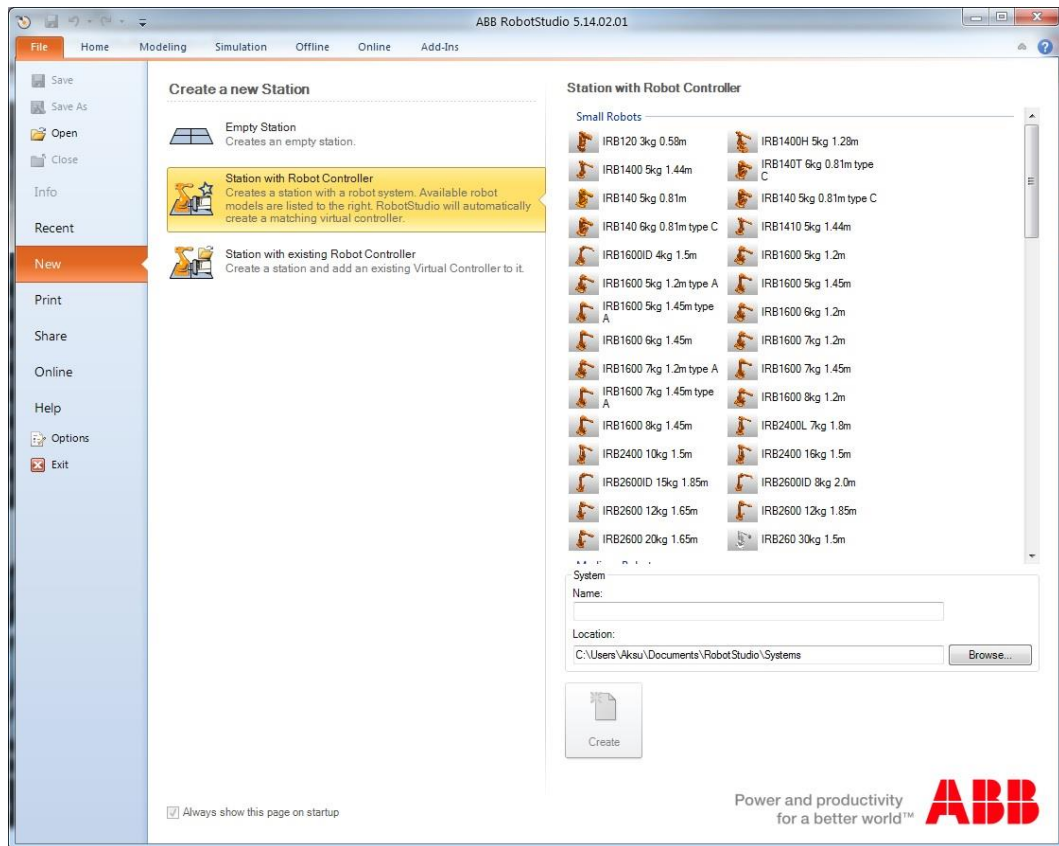 ABB RobotStudio 5.14.02.01
File Home Modeling Simulation Offline Online Add-Ins
Save
Save As
Open
Close
Info
Recent
New
Print
Share
Online
Help
Options
Exit
Create a new Station
Empty Station
Creates an empty station.
Station with Robot Controller
Creates a station with a robot system. Available robot
models are listed to the right. RobotStudio will automatically
create a matching virtual controller.
Station with existing Robot Controller
Create a station and add an existing Virtual Controller to it.
Always show this page on startup
Station with Robot Controller
Small Robots
IRB120 3kg 0.58m IRB1400H 5kg 1.28m
IRB1400 5kg 1.44m IRB140T 6kg 0.81m type
C
IRB140 5kg 0.81m IRB140 5kg 0.81m type C
IRB140 6kg 0.81m type C IRB1410 5kg 1.44m
IRB1600ID 4kg 1.5m IRB1600 5kg 1.2m
IRB1600 5kg 1.2m type A IRB1600 5kg 1.45m
IRB1600 5kg 1.45m type
A IRB1600 6kg 1.2m
IRB1600 6kg 1.45m IRB1600 7kg 1.2m
IRB1600 7kg 1.2m type A IRB1600 7kg 1.45m
IRB1600 7kg 1.45m type
A IRB1600 8kg 1.2m
IRB1600 8kg 1.45m IRB2400L 7kg 1.8m
IRB2400 10kg 1.5m IRB2400 16kg 1.5m
IRB2600ID 15kg 1.85m IRB2600ID 8kg 2.0m
IRB2600 12kg 1.65m IRB2600 12kg 1.85m
IRB2600 20kg 1.65m IRB260 30kg 1.5m
System
Name:
Location:
C:\Users\Aksu\Documents\RobotStudio\Systems Browse...
Create
Power and productivity
for a better world™
ABB